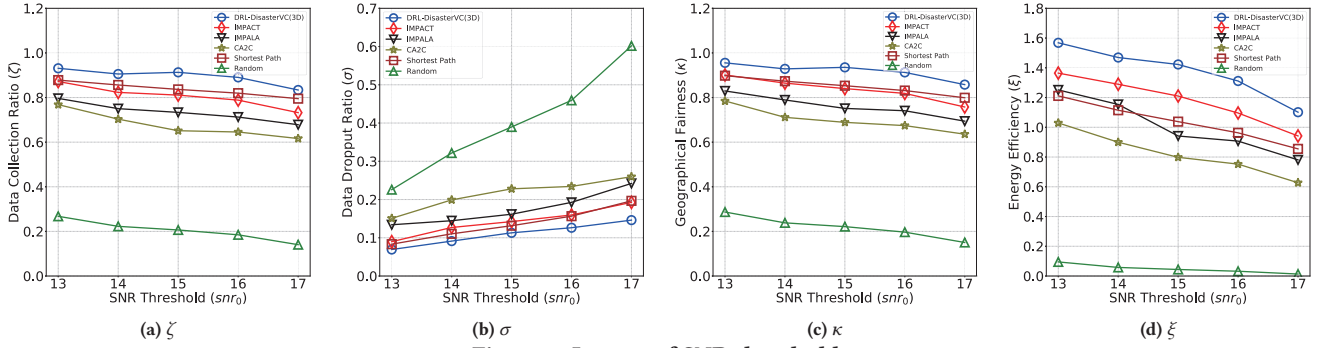 DRL-DisasterVC(3D)
IMPACT
IMPALA
CA2C
Shortest Path
Random
Data Collection Ratio (ζ)
1.2
1.0
0.8
0.6
0.4
0.2
0.0
13 14 15 16 17
SNR Threshold (snr₀)
(a) ζ
DRL-DisasterVC(3D)
IMPACT
IMPALA
CA2C
Shortest Path
Random
Data Dropput Ratio (σ)
0.7
0.6
0.5
0.4
0.3
0.2
0.1
0.0
13 14 15 16 17
SNR Threshold (snr₀)
(b) σ
DRL-DisasterVC(3D)
IMPACT
IMPALA
CA2C
Shortest Path
Random
Geographical Fairness (κ)
1.2
1.0
0.8
0.6
0.4
0.2
0.0
13 14 15 16 17
SNR Threshold (snr₀)
(c) κ
DRL-DisasterVC(3D)
IMPACT
IMPALA
CA2C
Shortest Path
Random
Energy Efficiency (ξ)
1.8
1.6
1.4
1.2
1.0
0.8
0.6
0.4
0.2
0.0
13 14 15 16 17
SNR Threshold (snr₀)
(d) ξ